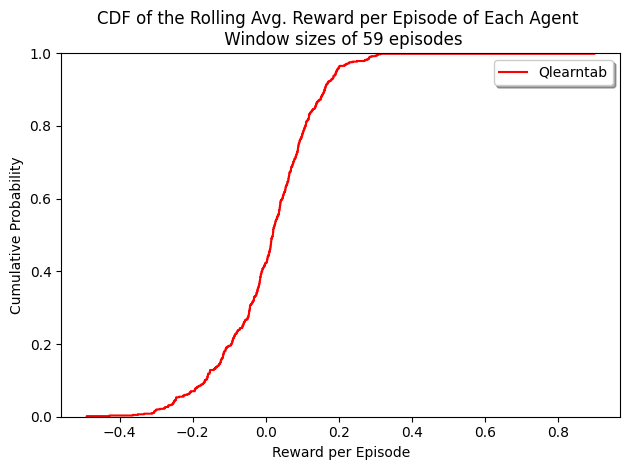 CDF of the Rolling Avg. Reward per Episode of Each Agent
Window sizes of 59 episodes
1.0
Qlearntab
0.8
0.6
Cumulative Probability
0.4
0.2
0.0
−0.4 −0.2 0.0 0.2 0.4 0.6 0.8
Reward per Episode